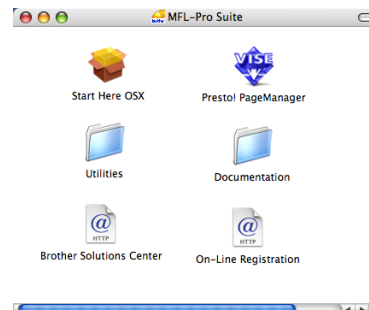 MFL-Pro Suite
Start Here OSX
VISE
Presto! PageManager
Utilities
Documentation
@
HTTP
@
HTTP
Brother Solutions Center
On-Line Registration